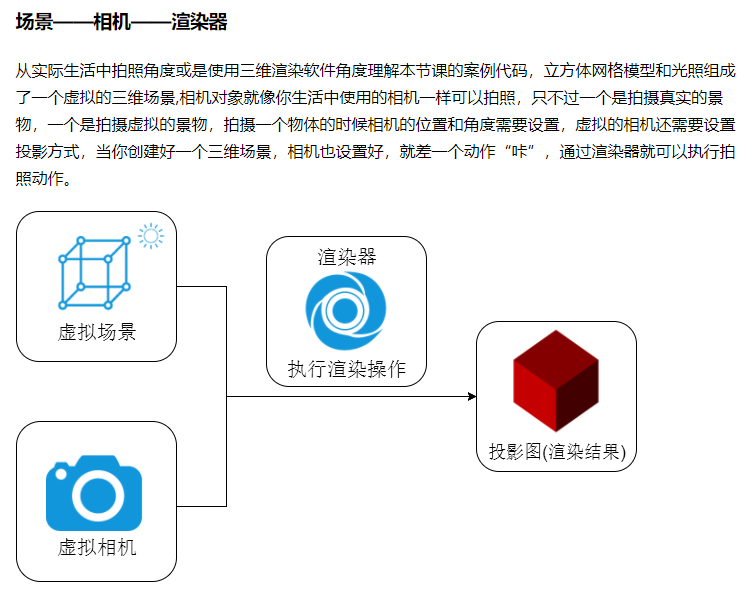 场景——相机——渲染器
从实际生活中拍照角度或是使用三维渲染软件角度理解本节课的案例代码，立方体网格模型和光照组成
了一个虚拟的三维场景,相机对象就像你生活中使用的相机一样可以拍照，只不过一个是拍摄真实的景
物，一个是拍摄虚拟的景物，拍摄一个物体的时候相机的位置和角度需要设置，虚拟的相机还需要设置
投影方式，当你创建好一个三维场景，相机也设置好，就差一个动作“咔”，通过渲染器就可以执行拍
照动作。
虚拟场景
渲染器
执行渲染操作
投影图(渲染结果)
虚拟相机